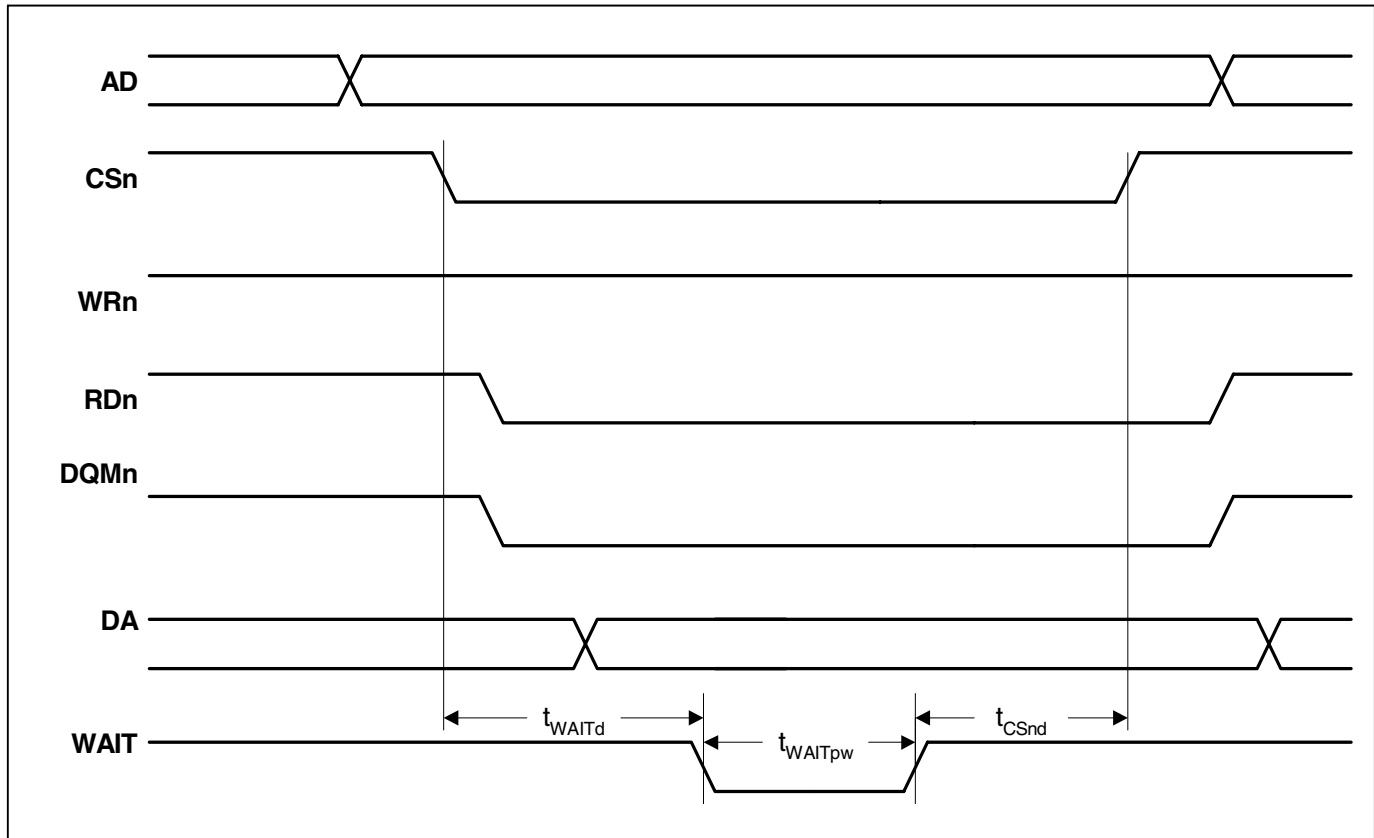 AD
CSn
WRn
RDn
DQMn
DA
tWAITd
tCSnd
WAIT
tWAITpw